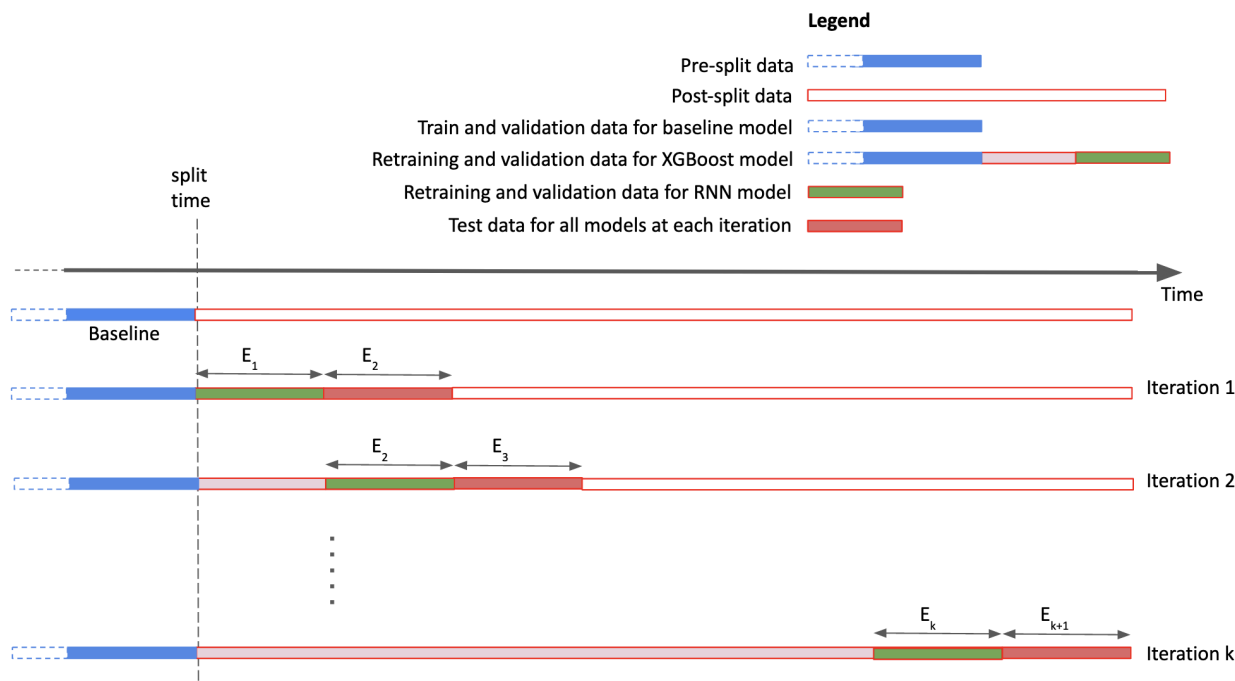 Legend
Pre-split data
Post-split data
Train and validation data for baseline model
Retraining and validation data for XGBoost model
Retraining and validation data for RNN model
Test data for all models at each iteration
split
time
Time
Baseline
E₁ E₂
Iteration 1
E₂ E₃
Iteration 2
Eₖ Eₖ₊₁
Iteration k